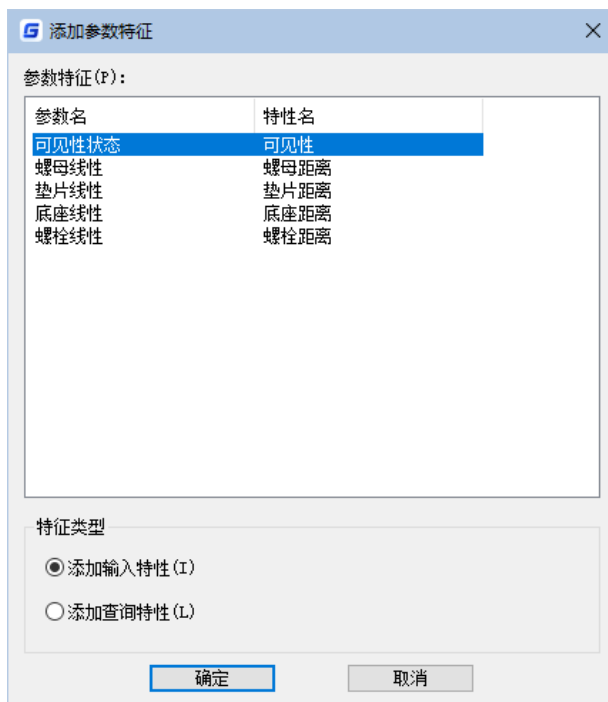 添加参数特征
参数特征(P):
参数名 特性名
可见性状态 可见性
螺母线性 螺母距离
垫片线性 垫片距离
底座线性 底座距离
螺栓线性 螺栓距离
特征类型
添加输入特性(I)
添加查询特性(L)
确定 取消